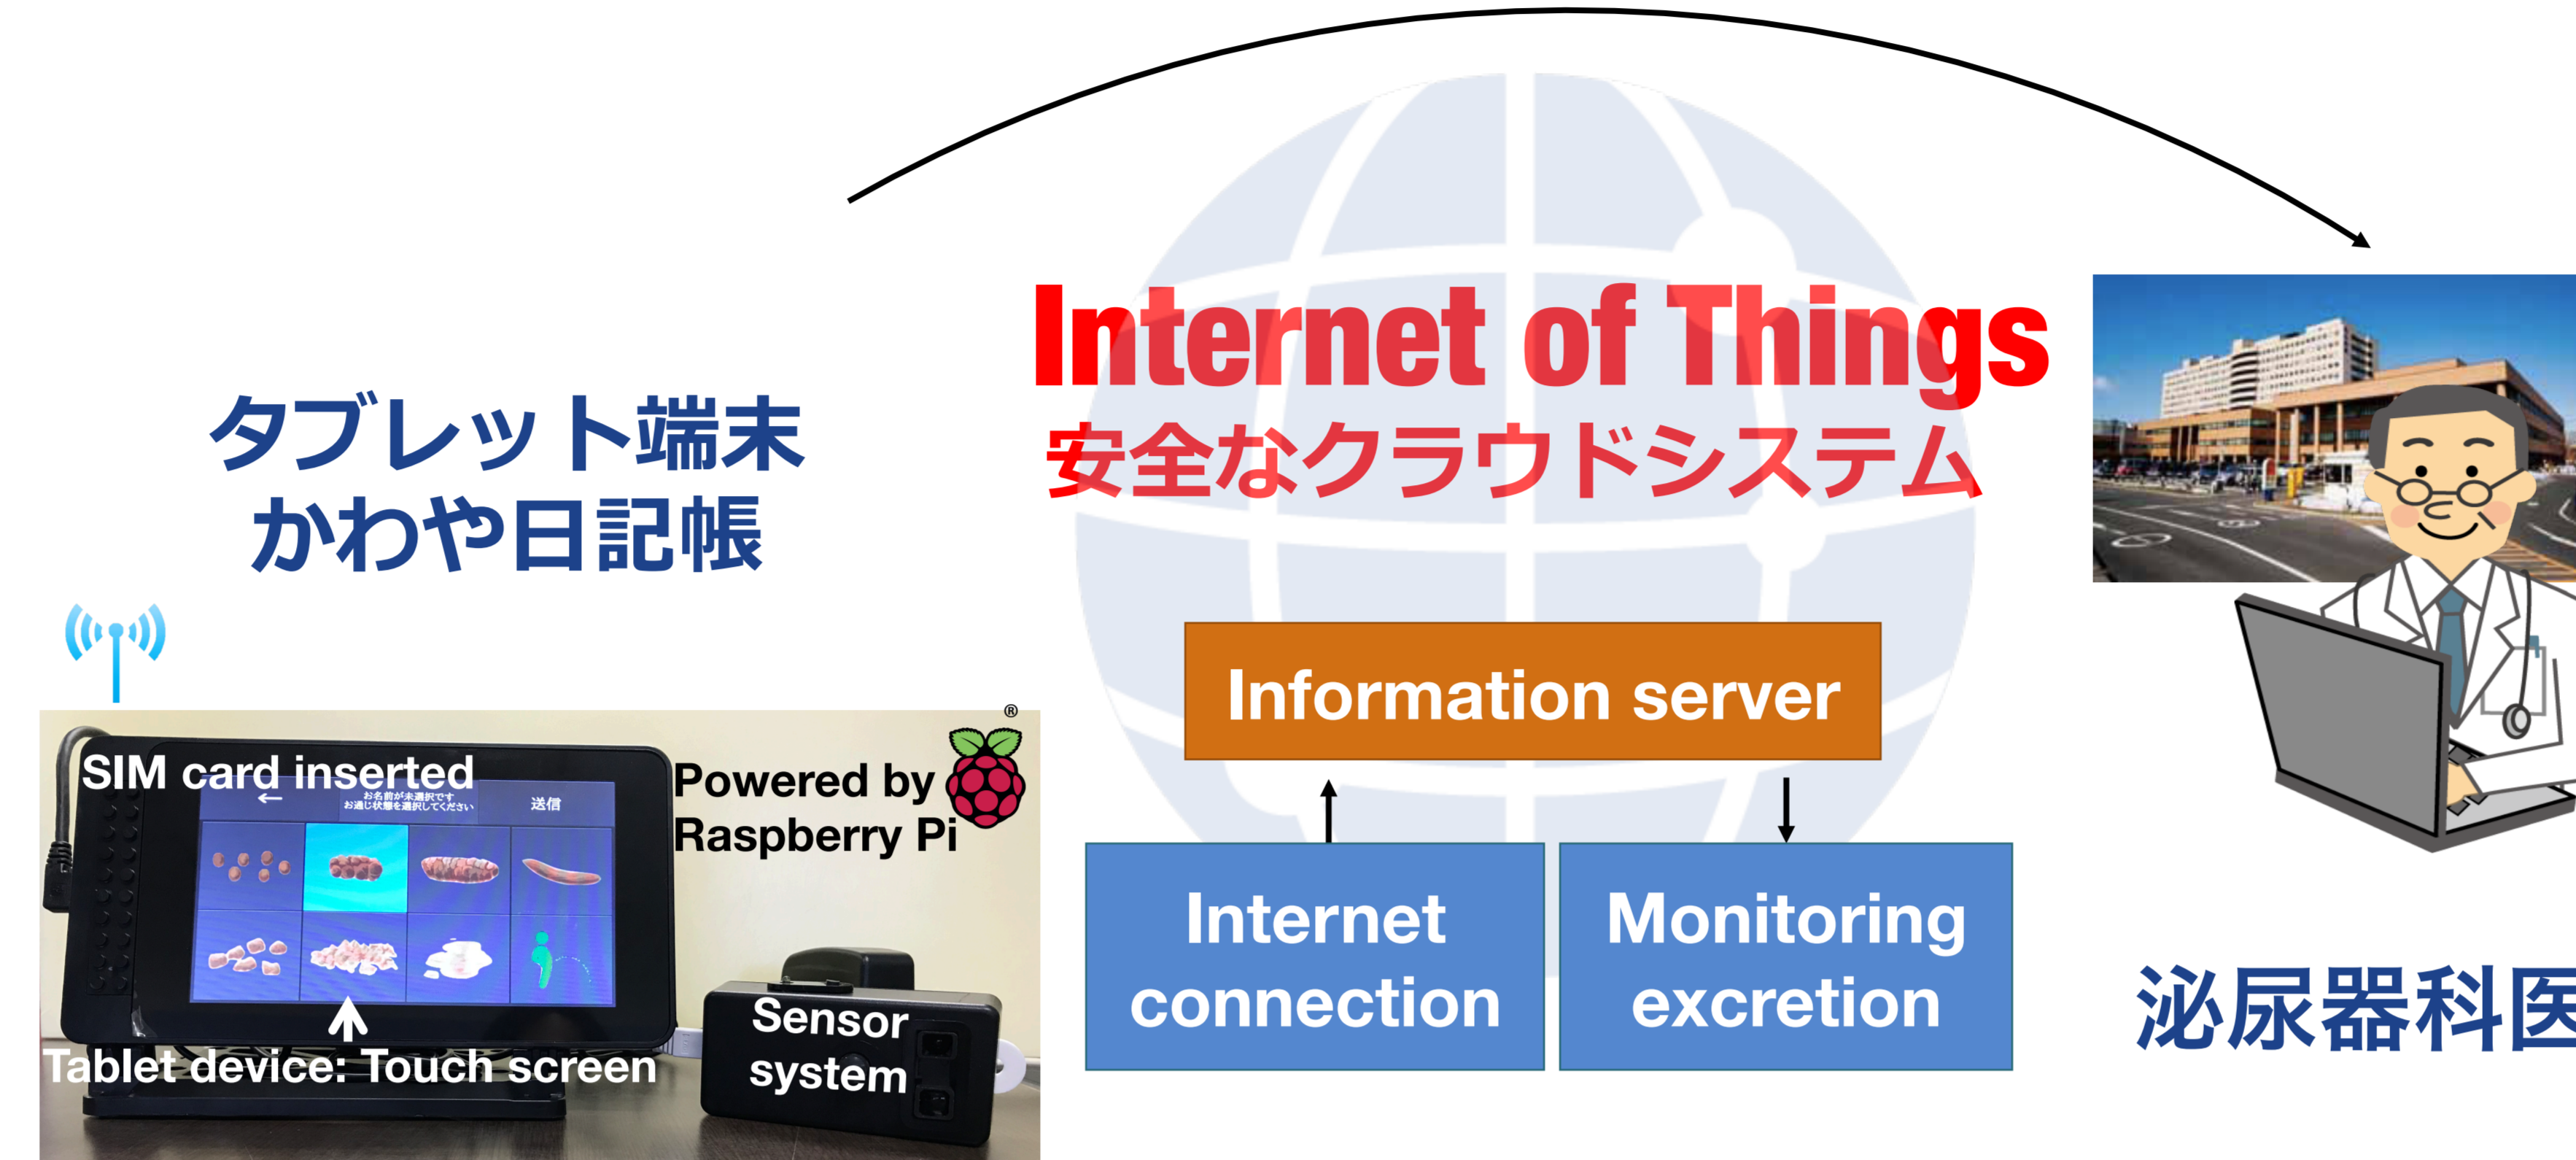 タブレット端末
かわや日記帳
Internet of Things
安全なクラウドシステム
Information server
Internet
connection
Monitoring
excretion
SIM card inserted
←
お名前が未選択です
お通じ状態を選択してください
送信
Powered by
Raspberry Pi
®
Sensor
system
Tablet device: Touch screen
泌尿器科医